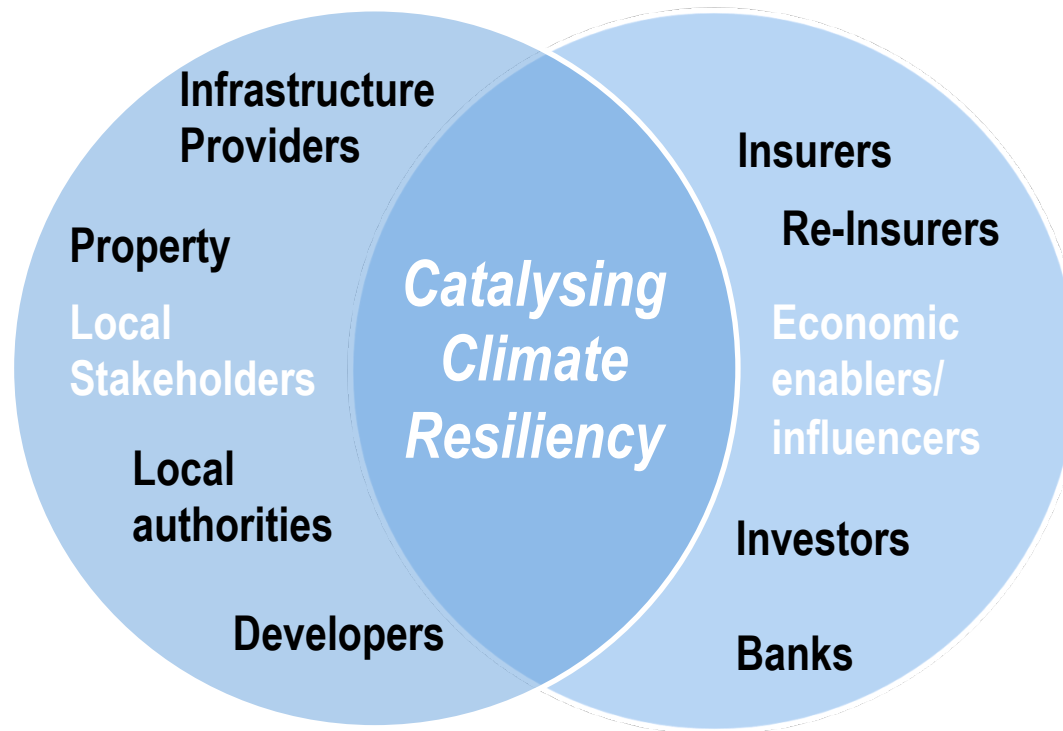 Infrastructure
Providers
Property
Local
Stakeholders
Local
authorities
Developers
Catalysing
Climate
Resiliency
Insurers
Re-Insurers
Economic
enablers/
influencers
Investors
Banks